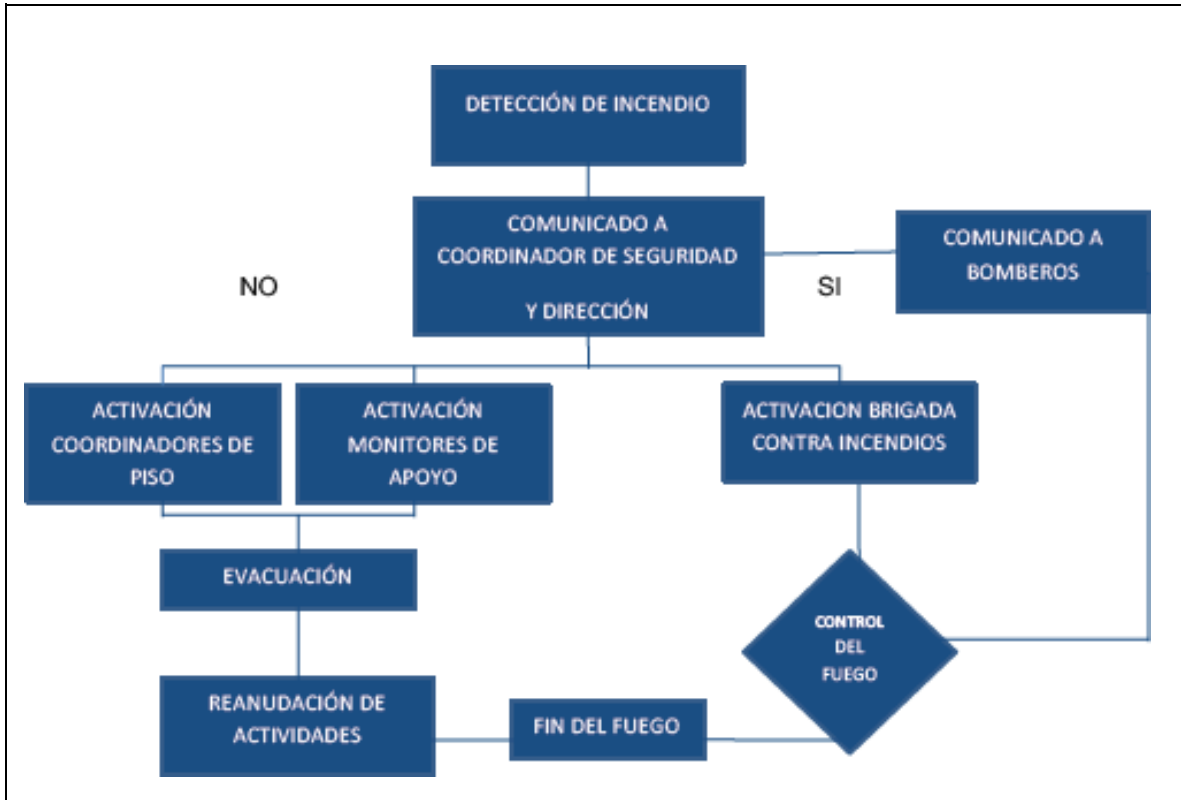 DETECCIÓN DE INCENDIO
COMUNICADO A
COORDINADOR DE SEGURIDAD
Y DIRECCIÓN
COMUNICADO A
BOMBEROS
NO
SI
ACTIVACIÓN
COORDINADORES DE
PISO
ACTIVACIÓN
MONITORES DE
APOYO
ACTIVACION BRIGADA
CONTRA INCENDIOS
EVACUACIÓN
CONTROL
DEL
FUEGO
REANUDACIÓN DE
ACTIVIDADES
FIN DEL FUEGO